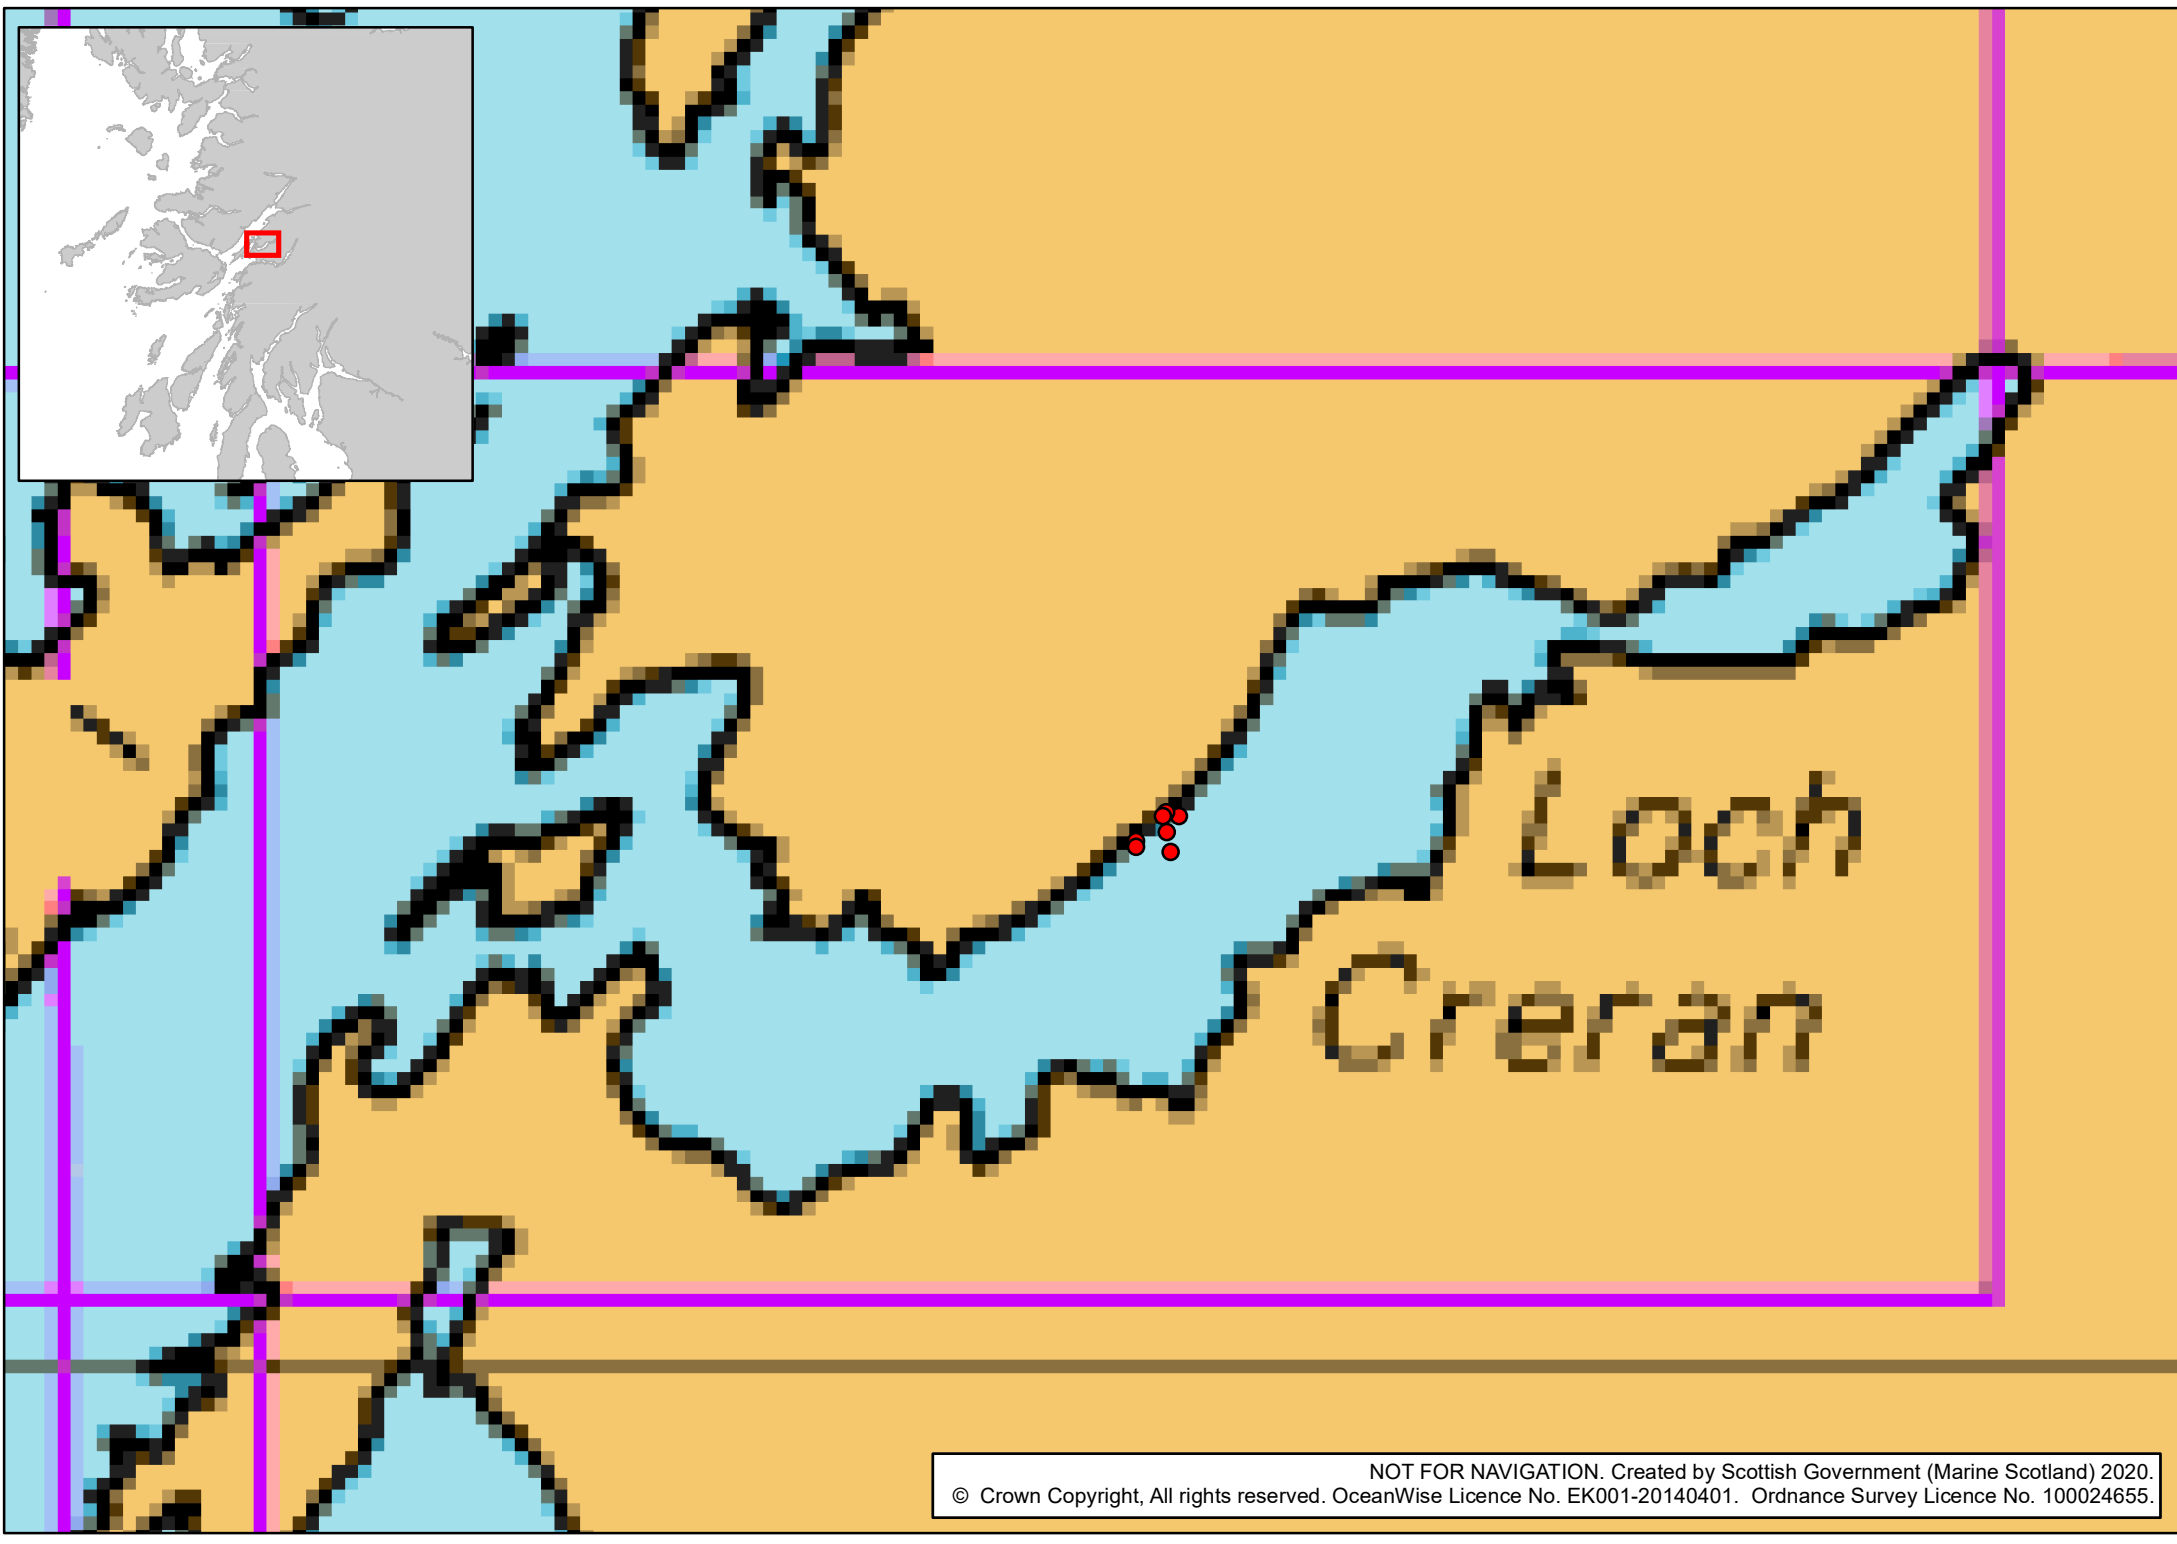 Loch
Creran
NOT FOR NAVIGATION. Created by Scottish Government (Marine Scotland) 2020.
© Crown Copyright, All rights reserved. OceanWise Licence No. EK001-20140401. Ordnance Survey Licence No. 100024655.